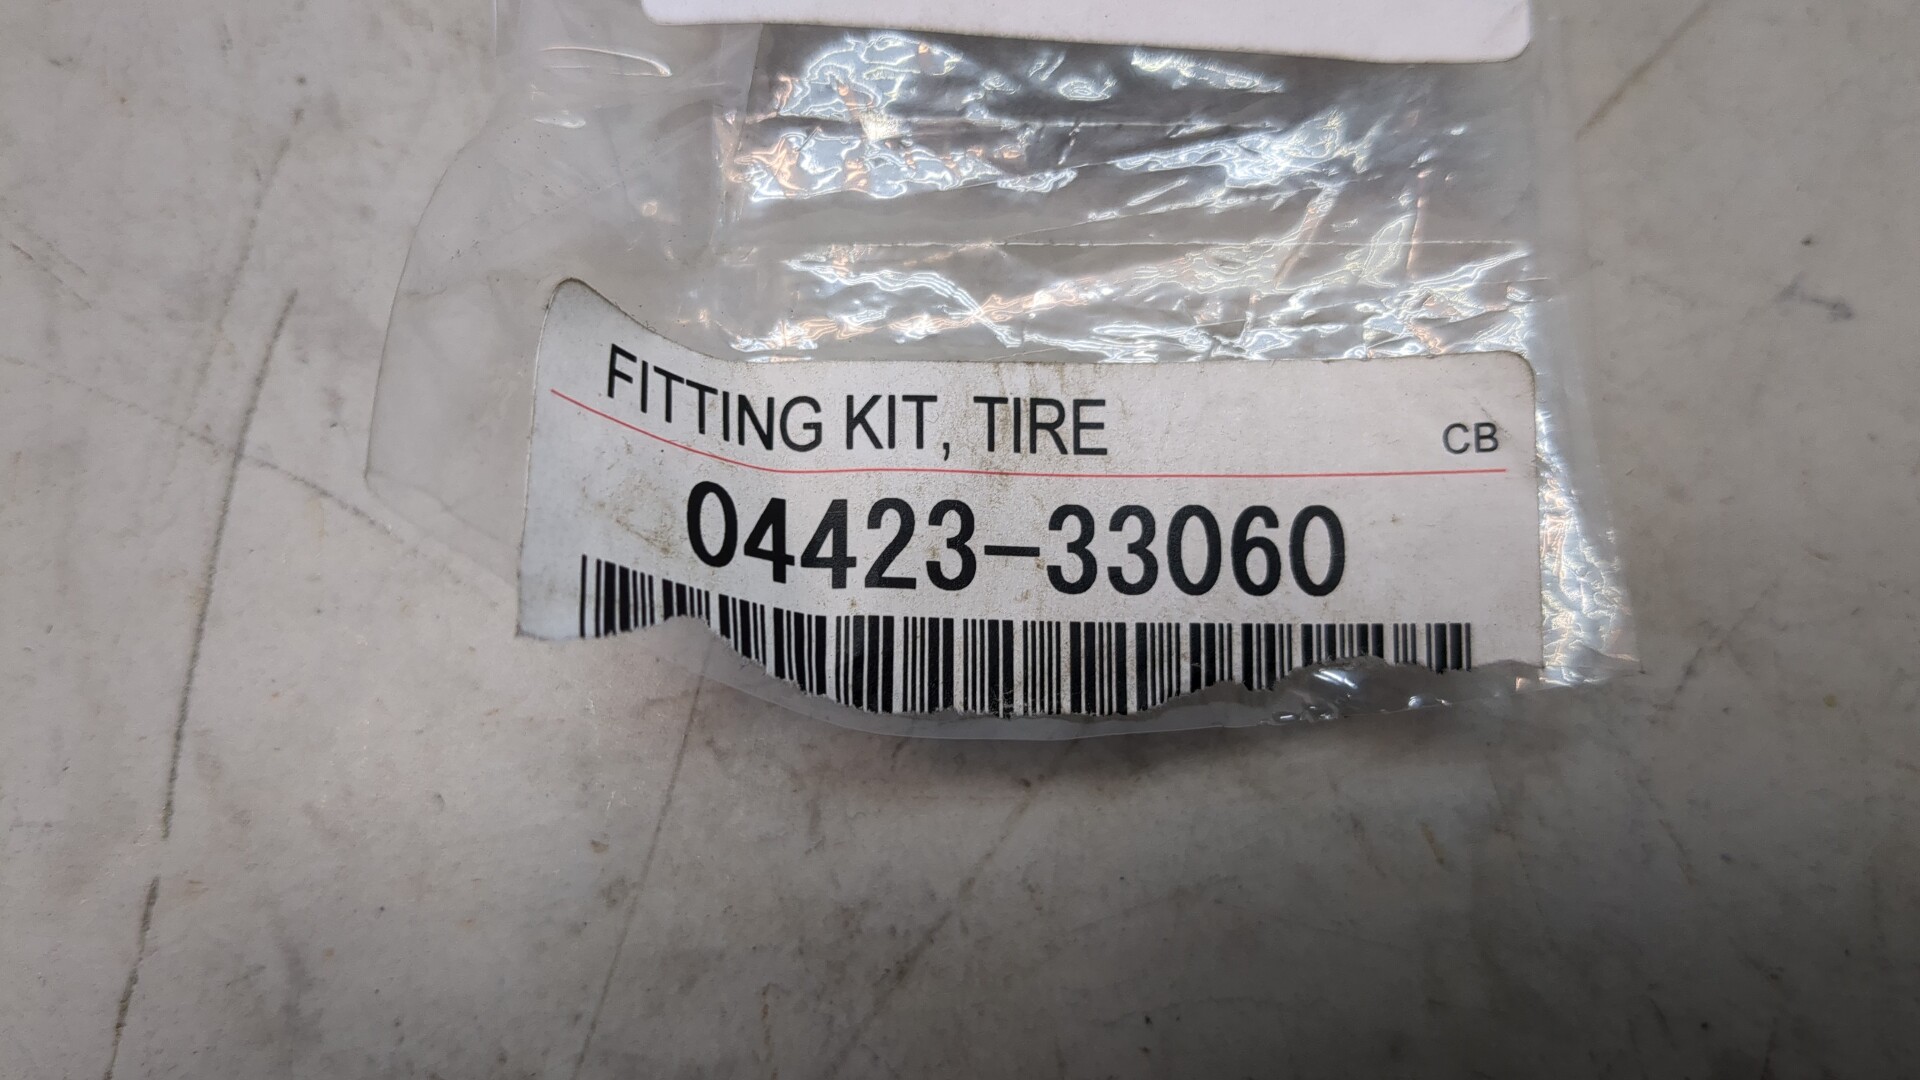 FITTING KIT, TIRE
CB
04423-33060